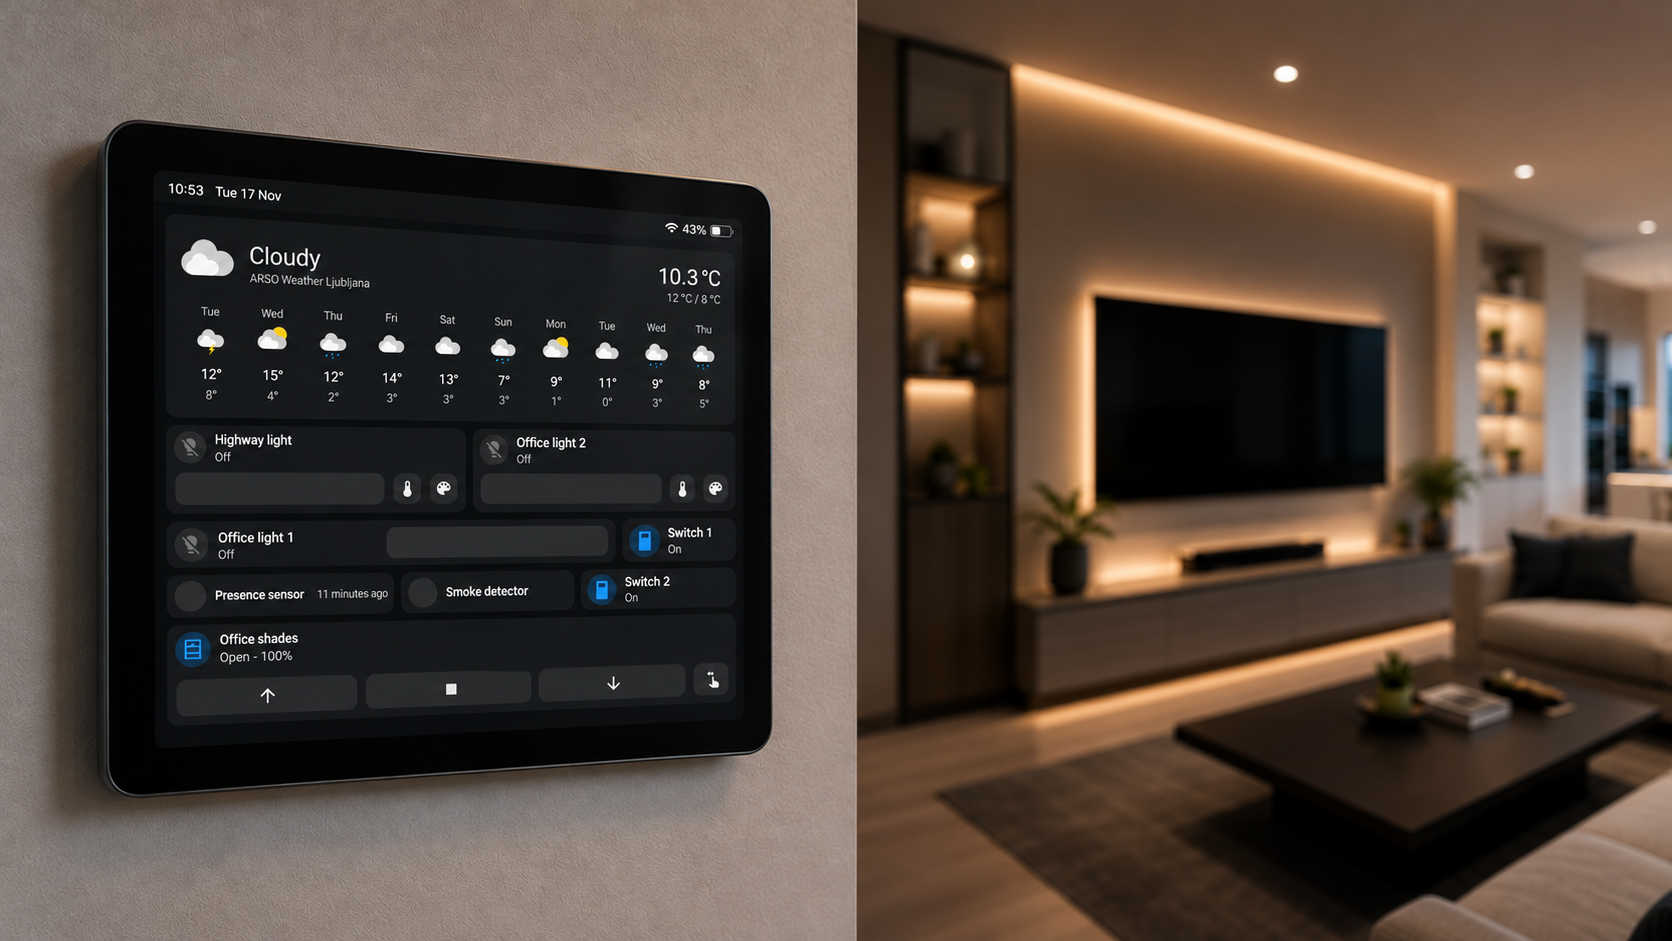 10:53 Tue 17 Nov
43%
Cloudy
ARSO Weather Ljubljana
10.3 °C
12 °C / 8 °C
Tue Wed Thu Fri Sat Sun Mon Tue Wed Thu
12° 15° 12° 14° 13° 7° 9° 11° 9° 8°
8° 4° 2° 3° 3° 3° 1° 0° 3° 5°
Highway light
Off
Office light 2
Off
Office light 1
Off
Switch 1
On
Presence sensor 11 minutes ago
Smoke detector
Switch 2
On
Office shades
Open - 100%